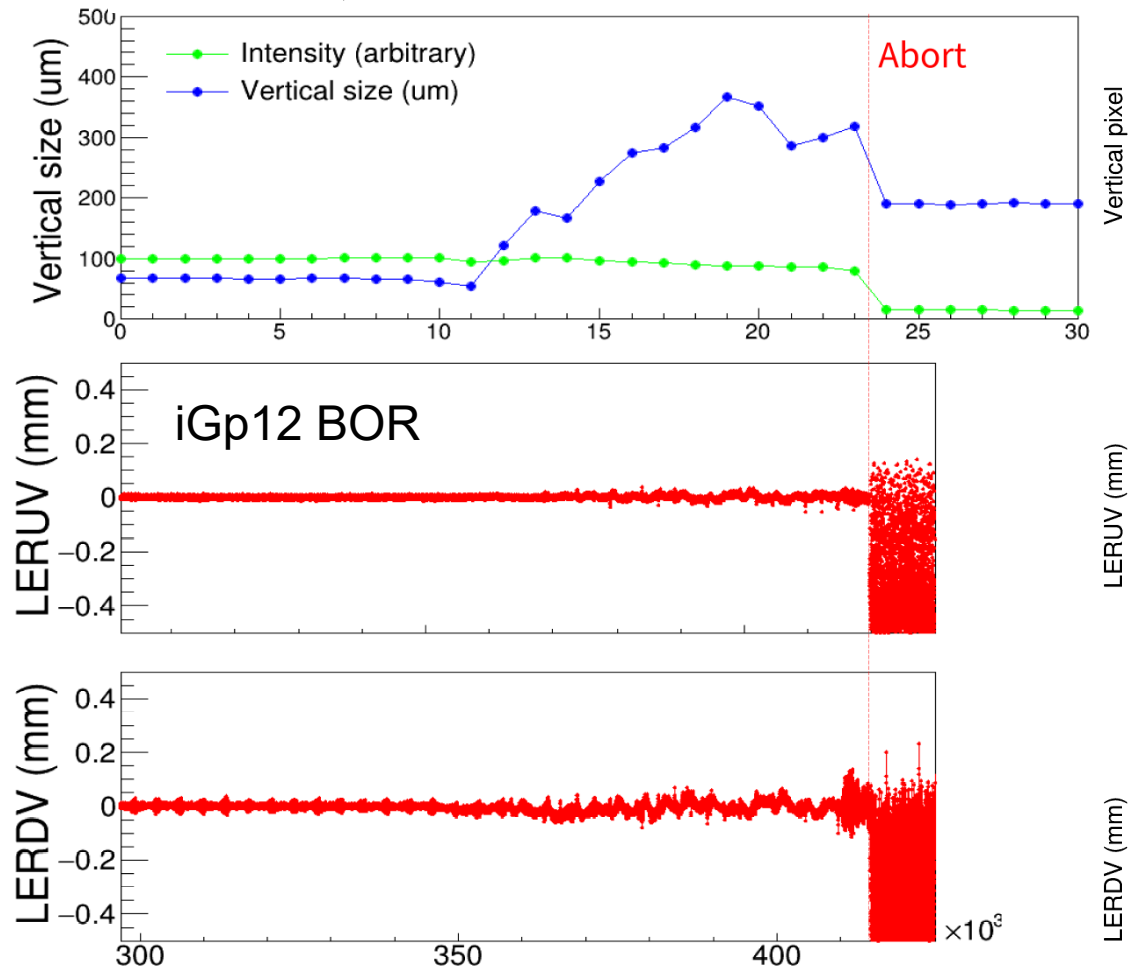 500
400
300
200
100
0
Vertical size (um)
Intensity (arbitrary)
Vertical size (um)
Abort
Vertical pixel
0 5 10 15 20 25 30
0.4
0.2
0
−0.2
−0.4
LERUV (mm)
iGp12 BOR
LERUV (mm)
0.4
0.2
0
−0.2
−0.4
LERDV (mm)
LERDV (mm)
×10³
300 350 400